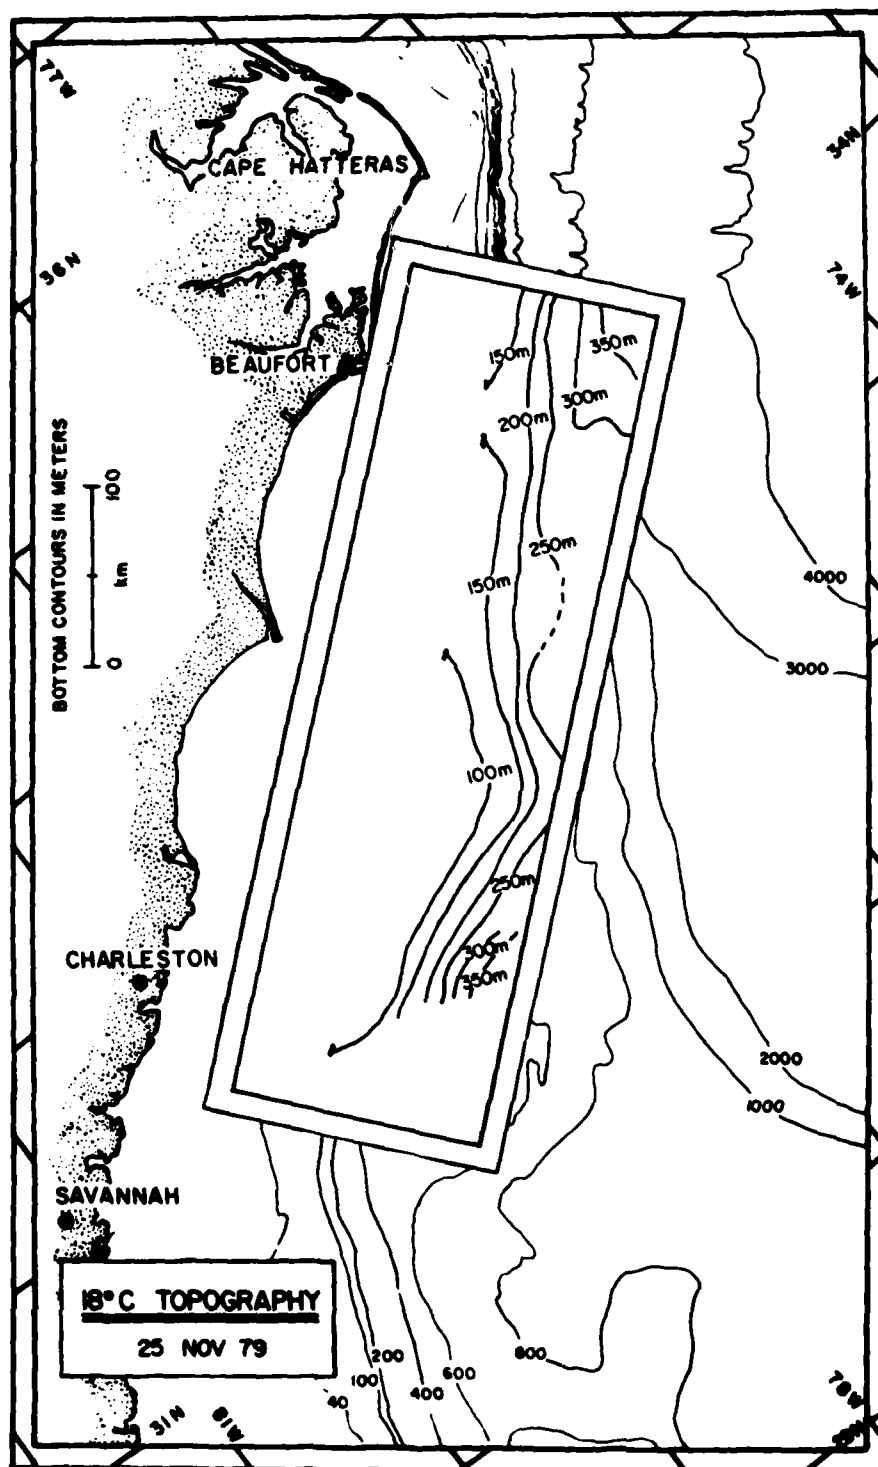 77W
34N
CAPE HATTERAS
36N
74W
BEAUFORT
150m
350m
300m
200m
BOTTOM CONTOURS IN METERS
0
km
100
250m
150m
4000
3000
100m
250m
300m
350m
CHARLESTON
2000
1000
SAVANNAH
18°C TOPOGRAPHY
25 NOV 79
40
100
200
400
600
800
31N
81W
78W